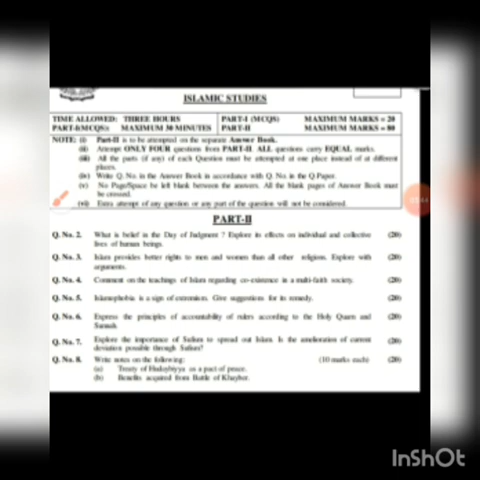 ISLAMIC STUDIES
TIME ALLOWED: THREE HOURS PART-I (MCQS) MAXIMUM MARKS = 20
PART-I(MCQS): MAXIMUM 30 MINUTES PART-II MAXIMUM MARKS = 80
NOTE: (i) Part-II is to be attempted on the separate Answer Book.
(ii) Attempt ONLY FOUR questions from PART-II. ALL questions carry EQUAL marks.
(iii) All the parts (if any) of each Question must be attempted at one place instead of at different
places.
(iv) Write Q. No. in the Answer Book in accordance with Q. No. in the Q.Paper.
(v) No Page/Space be left blank between the answers. All the blank pages of Answer Book must
be crossed.
(vi) Extra attempt of any question or any part of the question will not be considered.
PART-II
Q. No. 2. What is belief in the Day of Judgment ? Explore its effects on individual and collective (20)
lives of human beings.
Q. No. 3. Islam provides better rights to men and women than all other religions. Explore with (20)
arguments.
Q. No. 4. Comment on the teachings of Islam regarding co-existence in a multi-faith society. (20)
Q. No. 5. Islamophobia is a sign of extremism. Give suggestions for its remedy. (20)
Q. No. 6. Express the principles of accountability of rulers according to the Holy Quran and (20)
Sunnah.
Q. No. 7. Explore the importance of Sufism to spread out Islam. Is the amelioration of current (20)
deviation possible through Sufism?
Q. No. 8. Write notes on the following: (10 marks each) (20)
(a) Treaty of Hudaybiyya as a pact of peace.
(b) Benefits acquired from Battle of Khayber.
InShOt